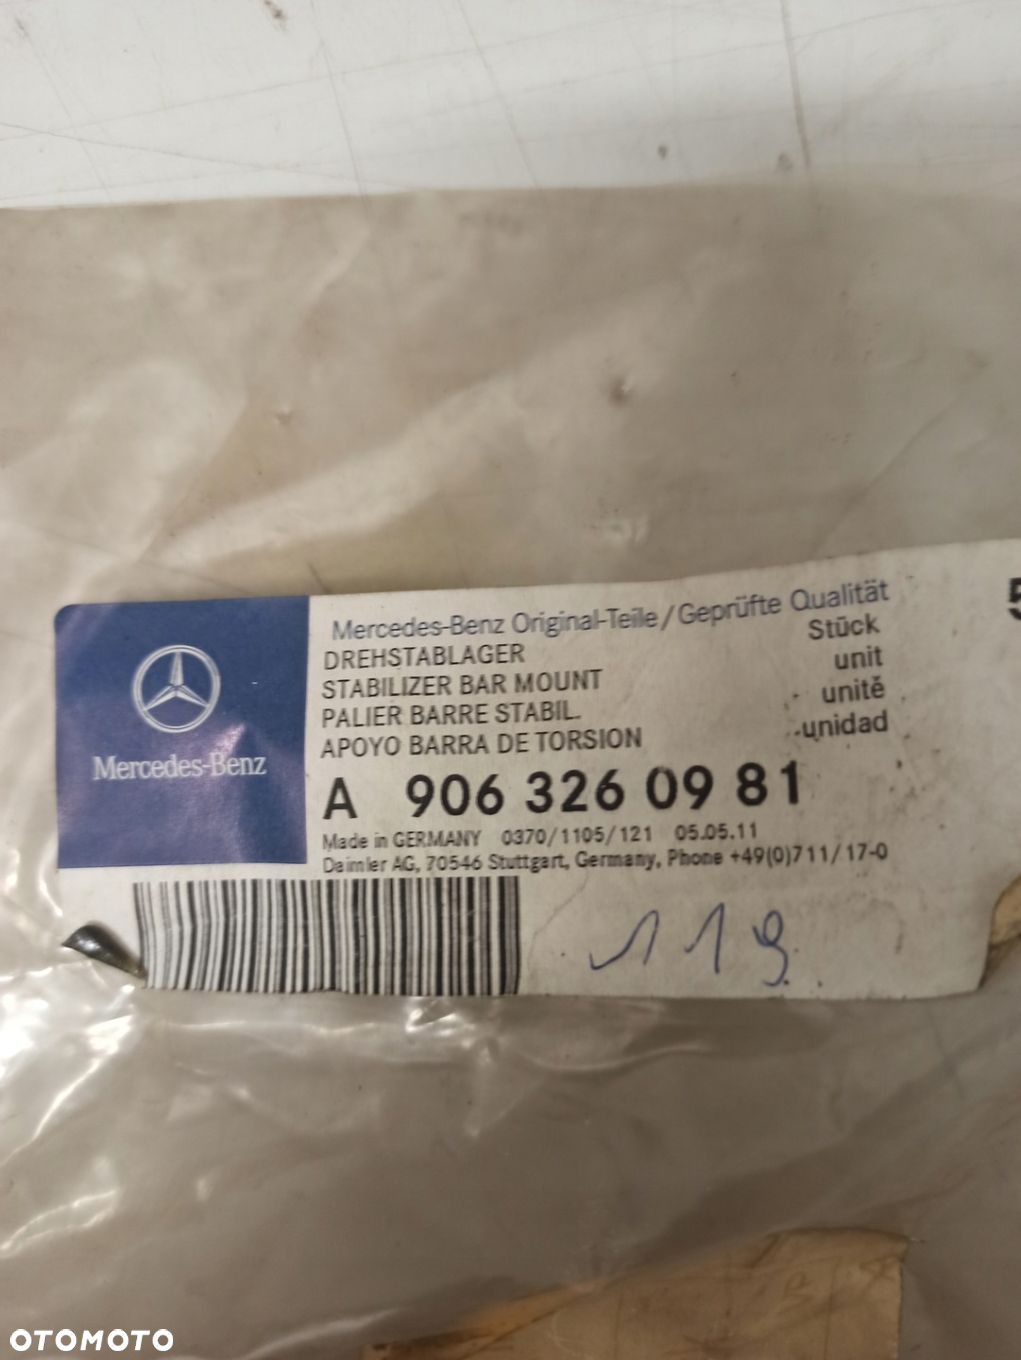 Mercedes-Benz
Mercedes-Benz Original-Teile/Geprüfte Qualität
DREHSTABLAGER Stück
STABILIZER BAR MOUNT unit
PALIER BARRE STABIL. unité
APOYO BARRA DE TORSION unidad
A 906 326 09 81
Made in GERMANY 0370/1105/121 05.05.11
Daimler AG, 70546 Stuttgart, Germany, Phone +49(0)711/17-0
119
OTOMOTO